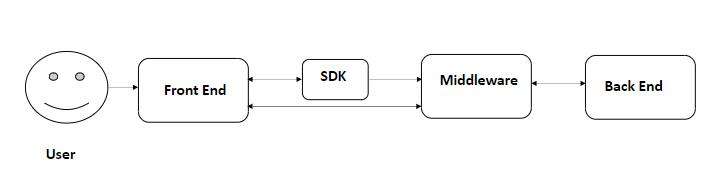 Front End
SDK
Middleware
Back End
User